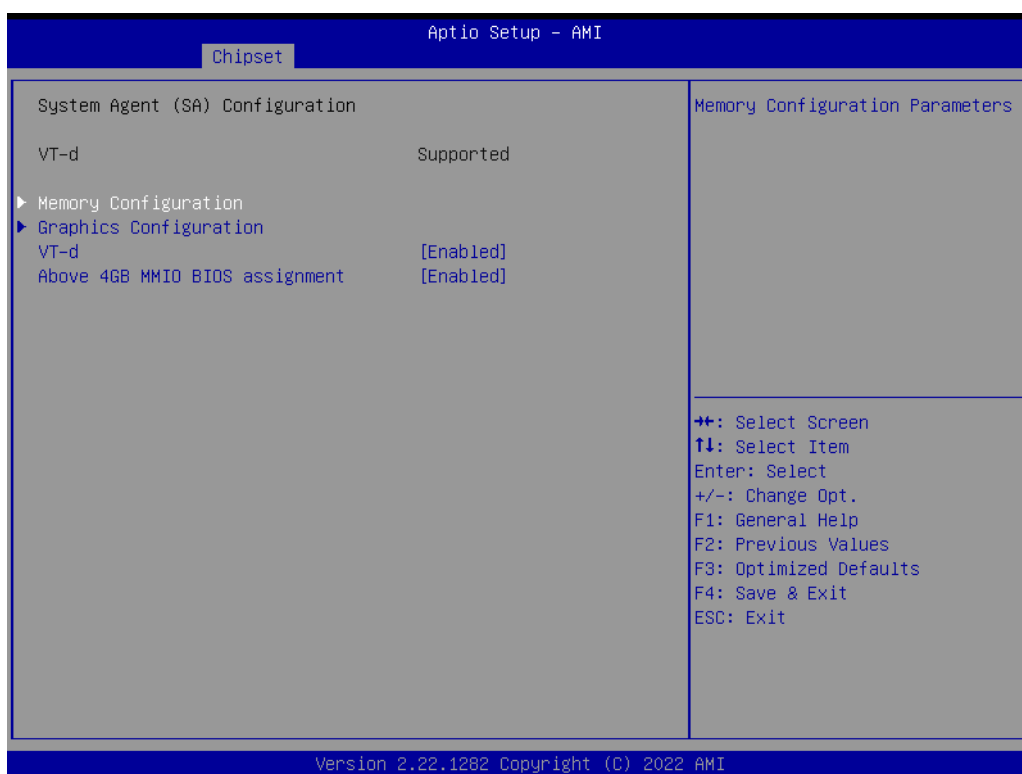 Aptio Setup – AMI
Chipset
System Agent (SA) Configuration
Memory Configuration Parameters
VT-d Supported
▶ Memory Configuration
▶ Graphics Configuration
VT-d [Enabled]
Above 4GB MMIO BIOS assignment [Enabled]
→←: Select Screen
↑↓: Select Item
Enter: Select
+/-: Change Opt.
F1: General Help
F2: Previous Values
F3: Optimized Defaults
F4: Save & Exit
ESC: Exit
Version 2.22.1282 Copyright (C) 2022 AMI